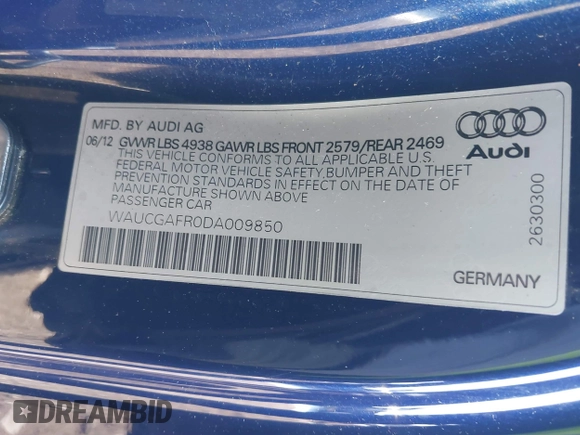 MFD. BY AUDI AG
06/12 GVWR LBS 4938 GAWR LBS FRONT 2579/REAR 2469
THIS VEHICLE CONFORMS TO ALL APPLICABLE U.S.
FEDERAL MOTOR VEHICLE SAFETY,BUMPER AND THEFT
PREVENTION STANDARDS IN EFFECT ON THE DATE OF
MANUFACTURE SHOWN ABOVE
PASSENGER CAR
WAUCGAFR0DA009850
Audi
2630300
GERMANY
DREAMBID